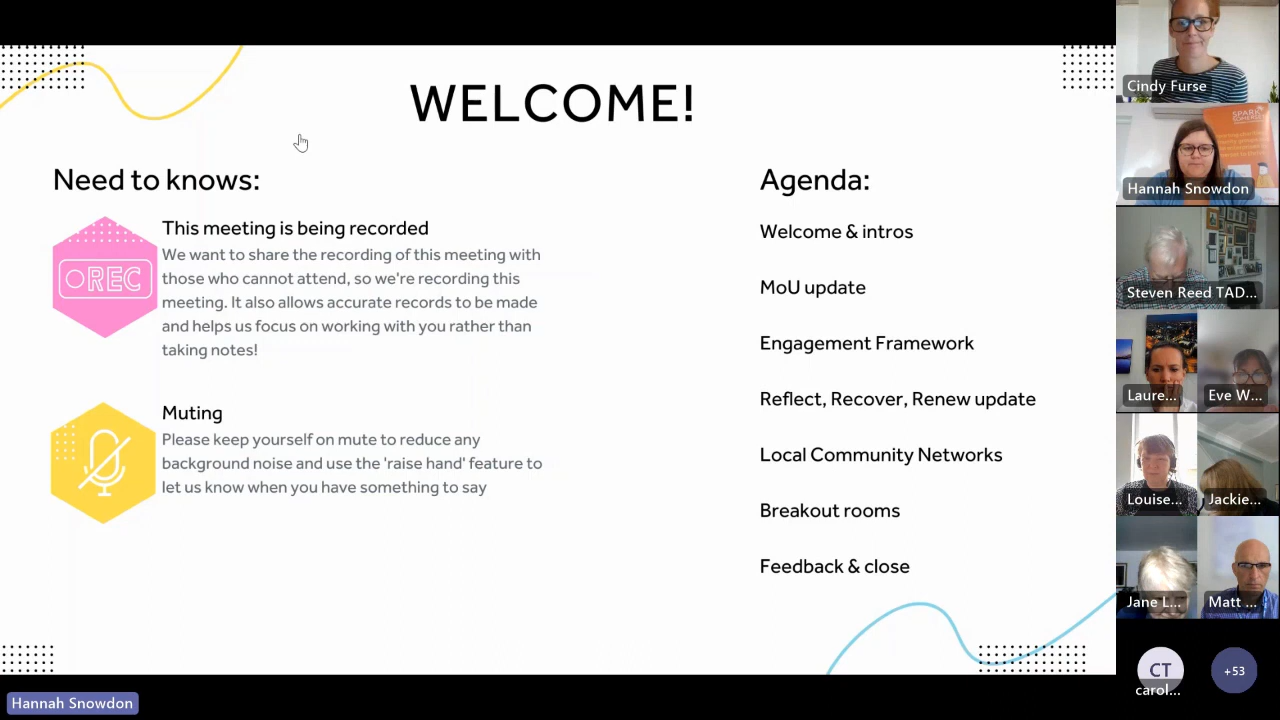 WELCOME!
Need to knows:
This meeting is being recorded
We want to share the recording of this meeting with
those who cannot attend, so we're recording this
meeting. It also allows accurate records to be made
and helps us focus on working with you rather than
taking notes!
REC
Muting
Please keep yourself on mute to reduce any
background noise and use the 'raise hand' feature to
let us know when you have something to say
Agenda:
Welcome & intros
MoU update
Engagement Framework
Reflect, Recover, Renew update
Local Community Networks
Breakout rooms
Feedback & close
Cindy Furse
SPARK
SOMERSET
Hannah Snowdon
Steven Reed TAD...
Laure...
Eve W...
Louise...
Jackie...
Jane L...
Matt ...
CT
carol...
+53
Hannah Snowdon